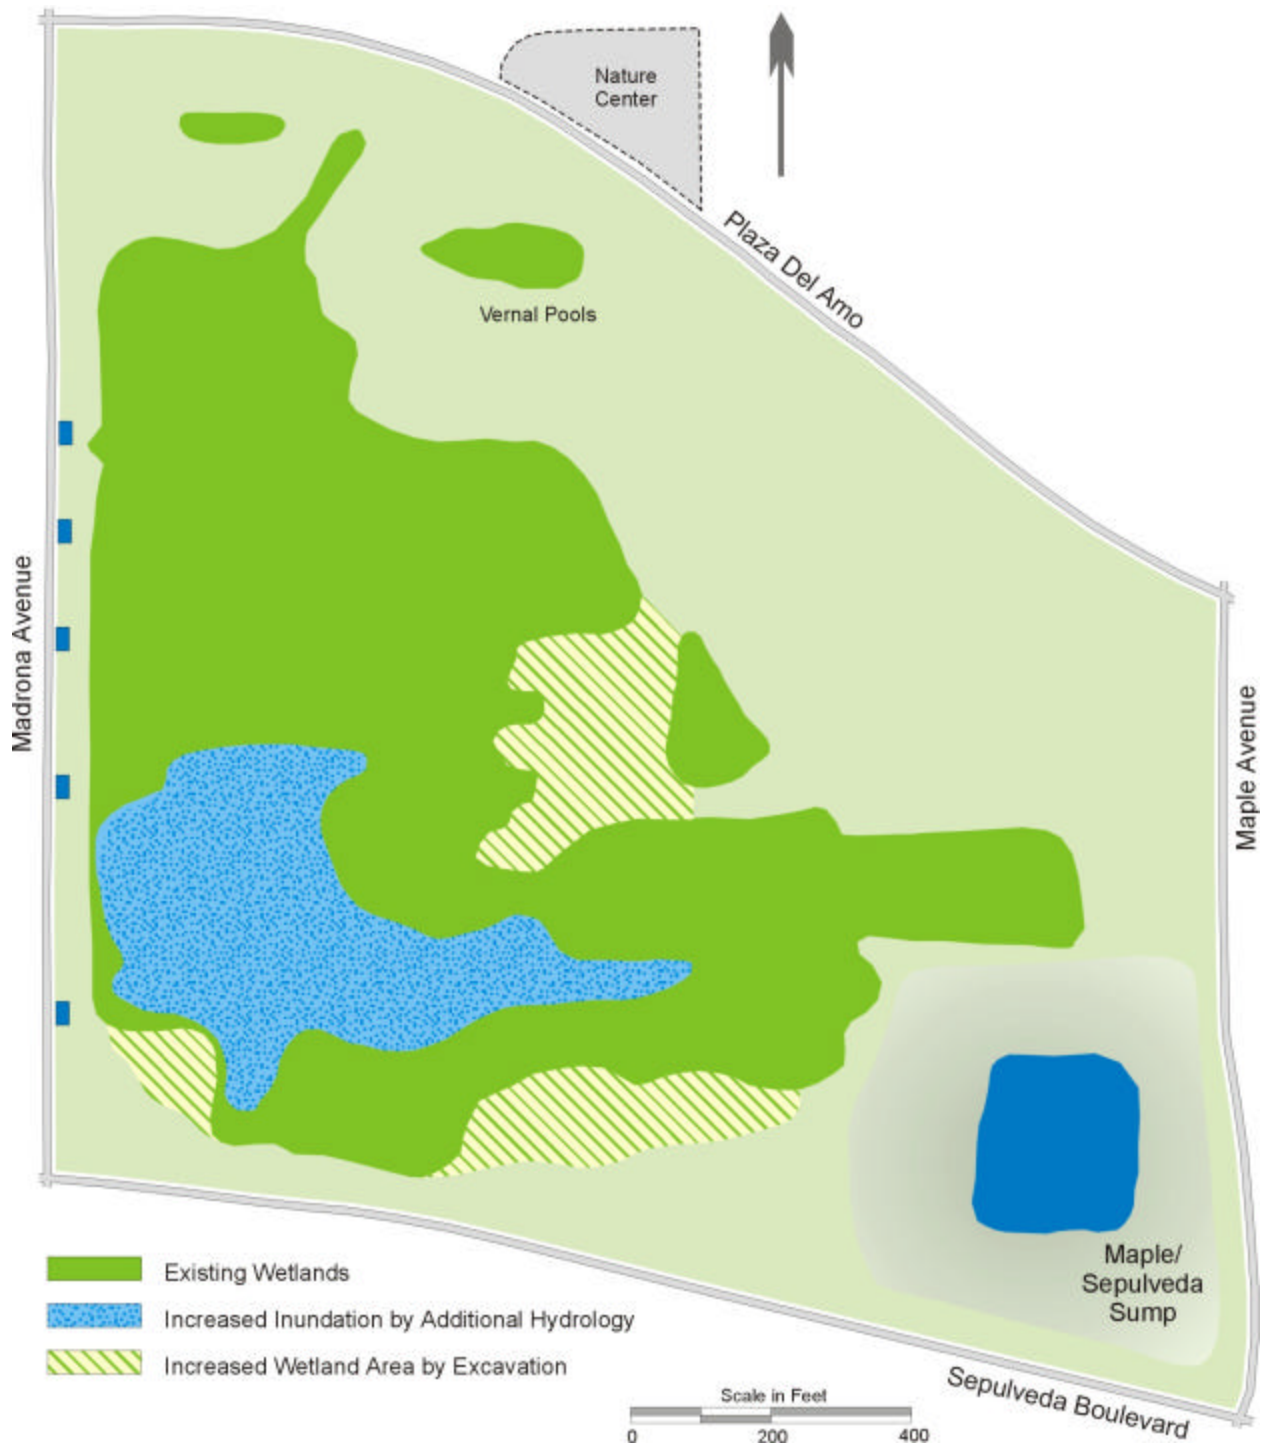 Nature
Center
Plaza Del Amo
Vernal Pools
Madrona Avenue
Maple Avenue
Maple/
Sepulveda
Sump
Existing Wetlands
Increased Inundation by Additional Hydrology
Increased Wetland Area by Excavation
Sepulveda Boulevard
Scale in Feet
0 200 400